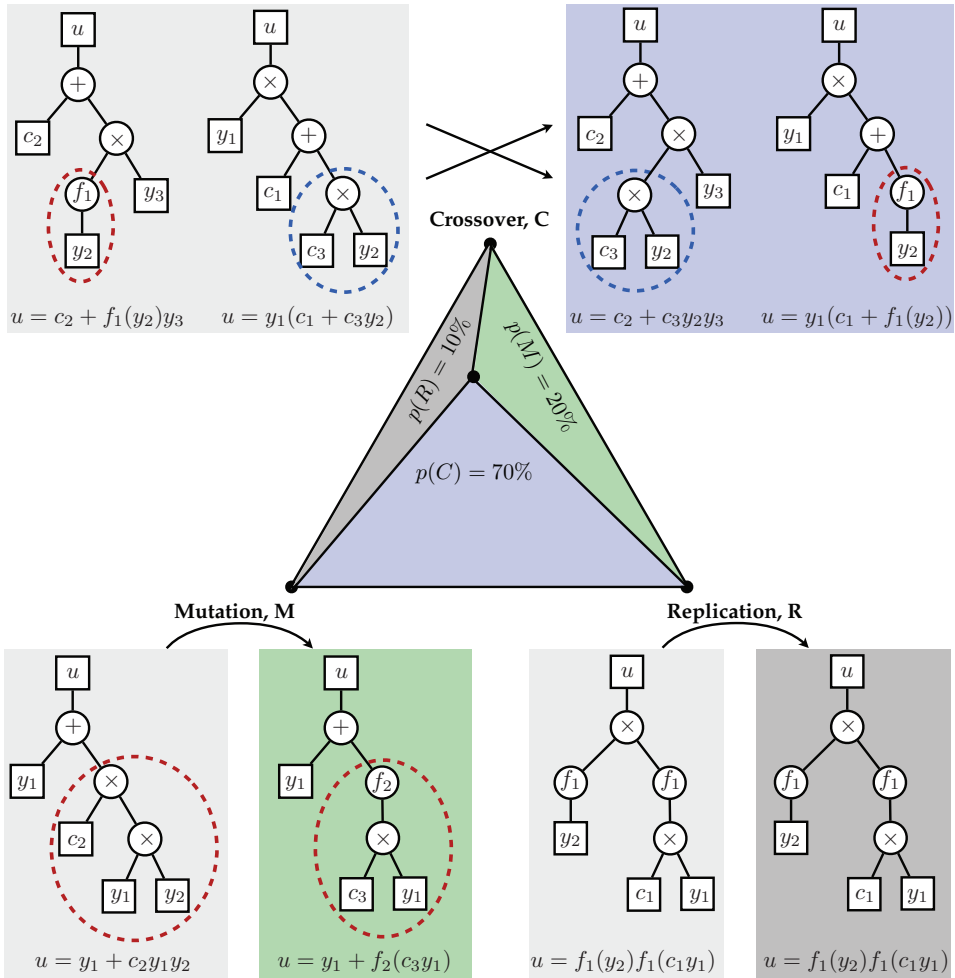 u u u u
+ × + ×
c₂ × y₁ + c₂ × y₁ +
f₁ y₃ c₁ × × y₃ c₁ f₁
y₂ c₃ y₂ c₃ y₂ y₂
Crossover, C
u = c₂ + f₁(y₂)y₃ u = y₁(c₁ + c₃y₂) u = c₂ + c₃y₂y₃ u = y₁(c₁ + f₁(y₂))
p(R) = 10%
p(M) = 20%
p(C) = 70%
Mutation, M Replication, R
u u u u
+ + × ×
y₁ × y₁ f₂ f₁ f₁ f₁ f₁
c₂ × × y₂ × y₂ ×
y₁ y₂ c₃ y₁ c₁ y₁ c₁ y₁
u = y₁ + c₂y₁y₂ u = y₁ + f₂(c₃y₁) u = f₁(y₂)f₁(c₁y₁) u = f₁(y₂)f₁(c₁y₁)